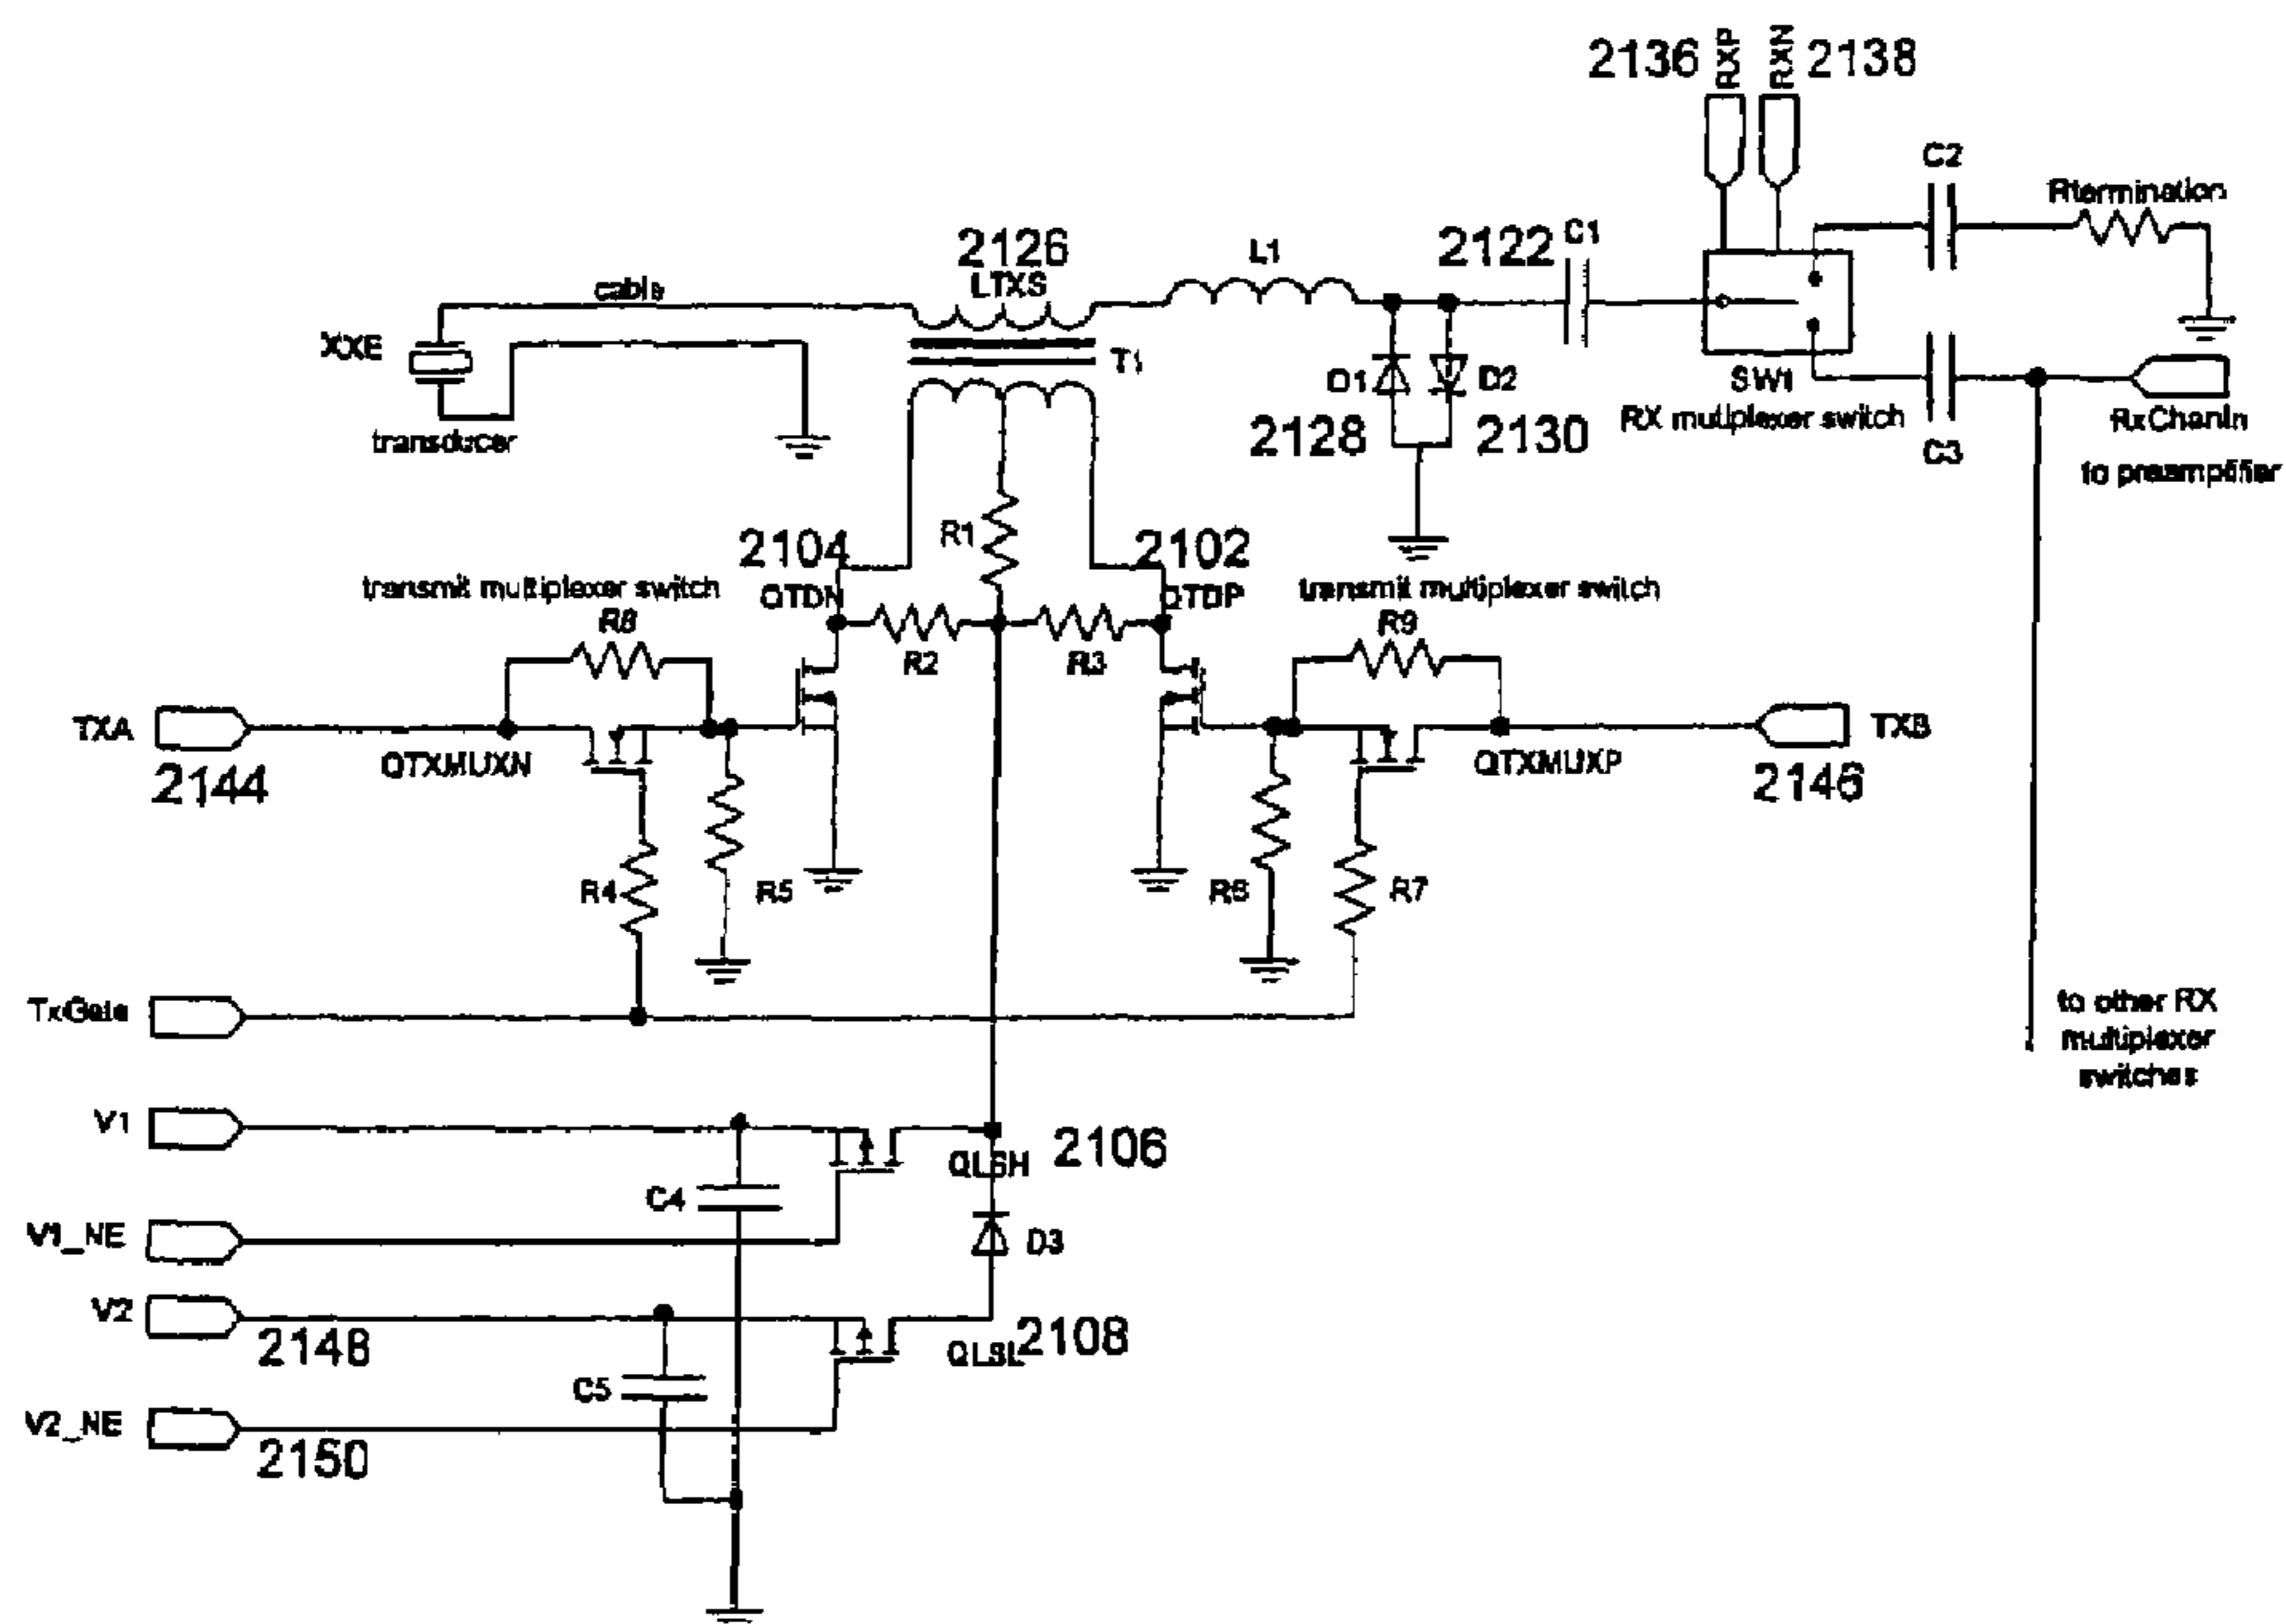 2136 RXP RXN 2138
C2
Rtermination
2126
LTXS
L1
2122 C1
cable
XXE
T1
D1
D2
2128
2130
SW1
RX mutiplexer switch
RxChanIn
C3
to preamplifier
transducer
2104
QTDN
R1
2102
QTDP
transmit multiplexer switch
R8
transmit multiplexer switch
R9
R2
R3
TXA
2144
QTXMUXN
QTXMUXP
TXB
2146
R4
R5
R6
R7
TxGate
to other RX
multiplexer
switches
V1
QLSH 2106
C4
V1_NE
D3
V2
2148
QLSL 2108
C5
V2_NE
2150